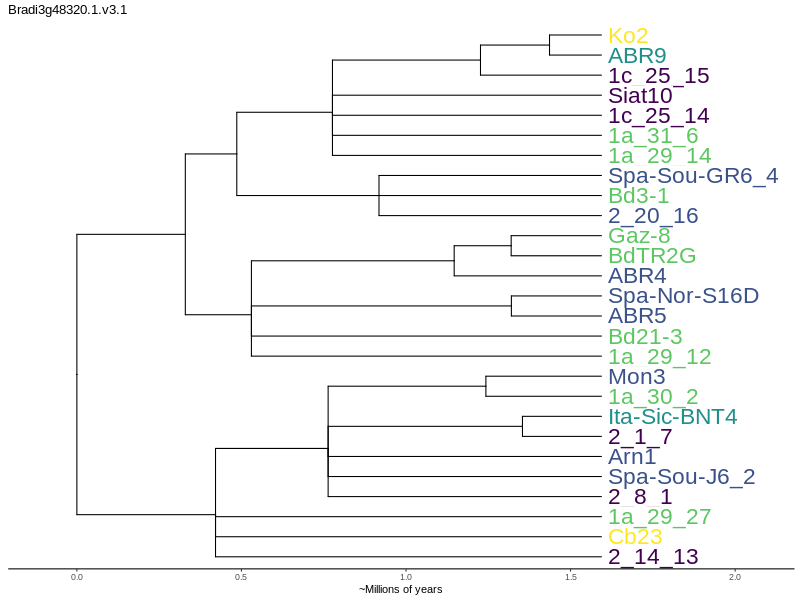 Bradi3g48320.1.v3.1
Ko2
ABR9
1c_25_15
Siat10
1c_25_14
1a_31_6
1a_29_14
Spa-Sou-GR6_4
Bd3-1
2_20_16
Gaz-8
BdTR2G
ABR4
Spa-Nor-S16D
ABR5
Bd21-3
1a_29_12
Mon3
1a_30_2
Ita-Sic-BNT4
2_1_7
Arn1
Spa-Sou-J6_2
2_8_1
1a_29_27
Cb23
2_14_13
0.0 0.5 1.0 1.5 2.0
~Millions of years